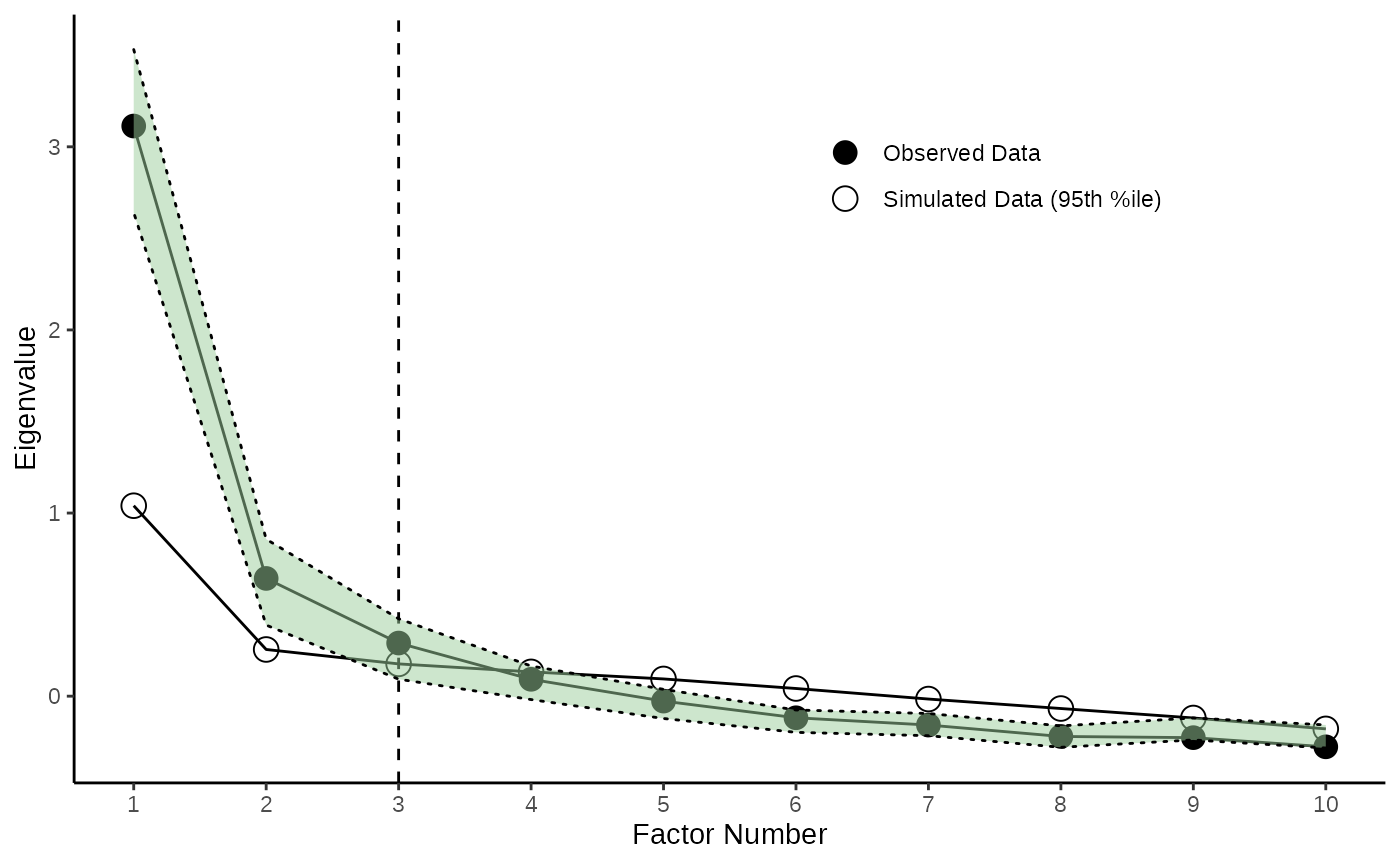 Eigenvalue
3
2
1
0
Observed Data
Simulated Data (95th %ile)
1 2 3 4 5 6 7 8 9 10
Factor Number